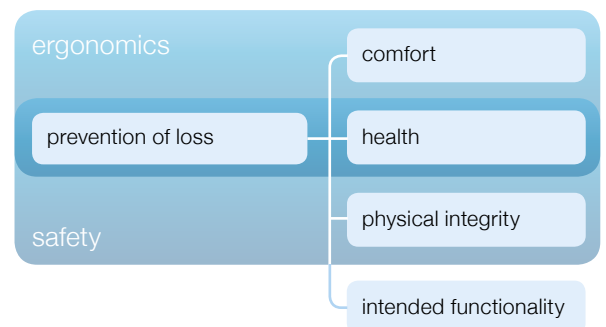 ergonomics
comfort
prevention of loss
health
physical integrity
safety
intended functionality